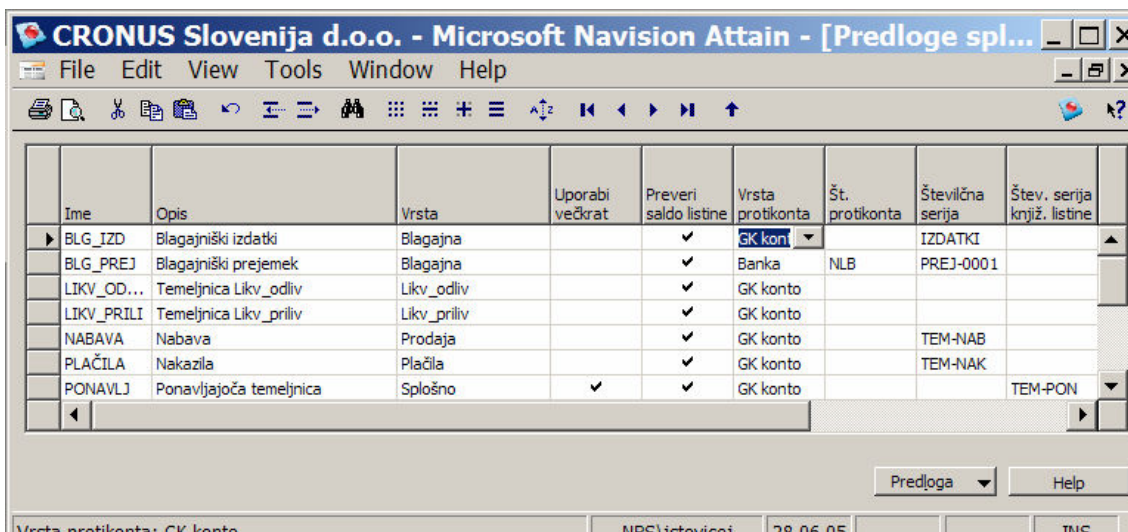 CRONUS Slovenija d.o.o. - Microsoft Navision Attain - [Predloge spl...
File Edit View Tools Window Help
Ime Opis Vrsta Uporabi večkrat Preveri saldo listine Vrsta protikonta Št. protikonta Številčna serija Štev. serija knjiž. listine
BLG_IZD Blagajniški izdatki Blagajna ✔ GK kont IZDATKI
BLG_PREJ Blagajniški prejemek Blagajna ✔ Banka NLB PREJ-0001
LIKV_OD... Temeljnica Likv_odliv Likv_odliv ✔ GK konto
LIKV_PRILI Temeljnica Likv_priliv Likv_priliv ✔ GK konto
NABAVA Nabava Prodaja ✔ GK konto TEM-NAB
PLAČILA Nakazila Plačila ✔ GK konto TEM-NAK
PONAVLJ Ponavljajoča temeljnica Splošno ✔ ✔ GK konto TEM-PON
Predloga Help
Vrsta protikonta: GK konto 28.06.05 INS